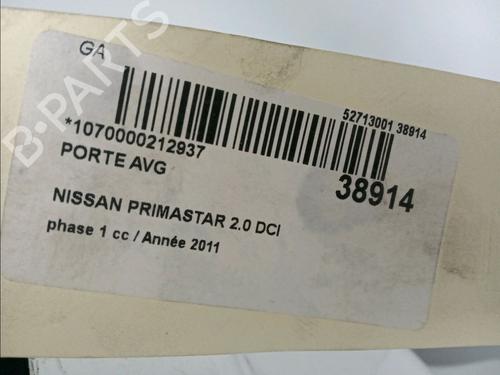 GA
52713001 38914
*1070000212937
PORTE AVG
38914
NISSAN PRIMASTAR 2.0 DCI
phase 1 cc / Année 2011
B-PARTS